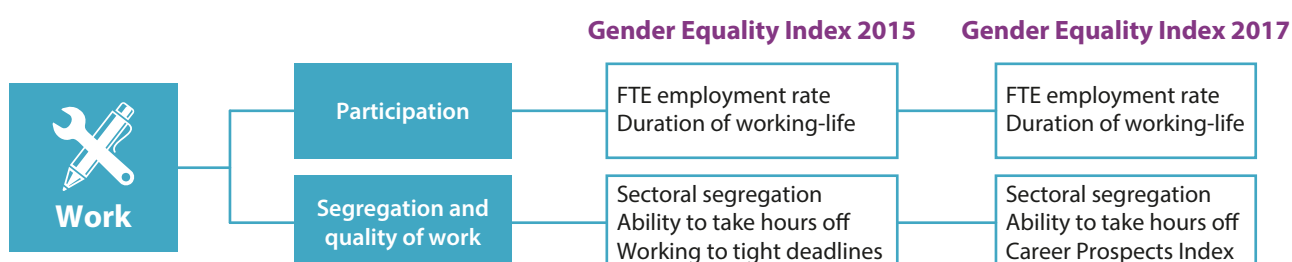 Gender Equality Index 2015
Gender Equality Index 2017
Work
Participation
FTE employment rate
Duration of working-life
FTE employment rate
Duration of working-life
Segregation and
quality of work
Sectoral segregation
Ability to take hours off
Working to tight deadlines
Sectoral segregation
Ability to take hours off
Career Prospects Index